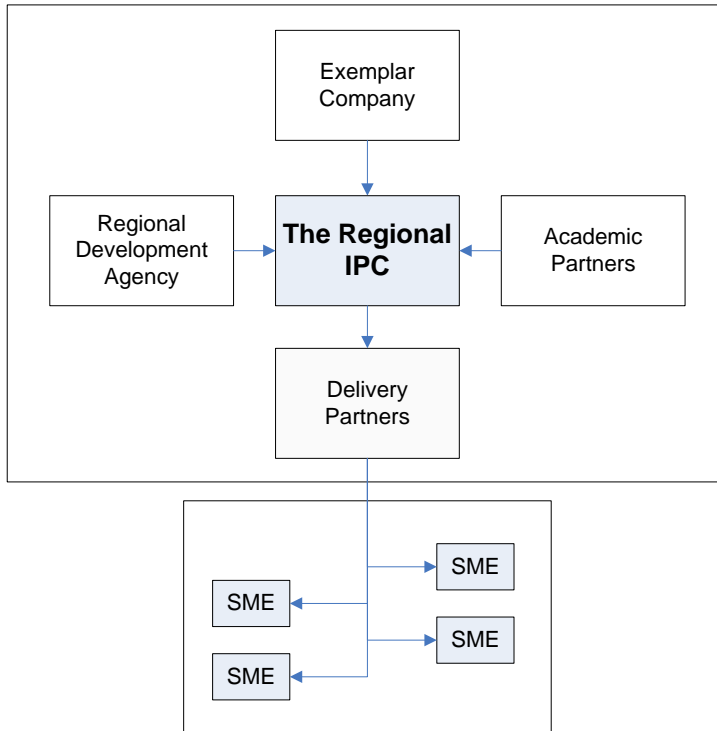 Exemplar
Company
Regional
Development
Agency
The Regional
IPC
Academic
Partners
Delivery
Partners
SME
SME
SME
SME